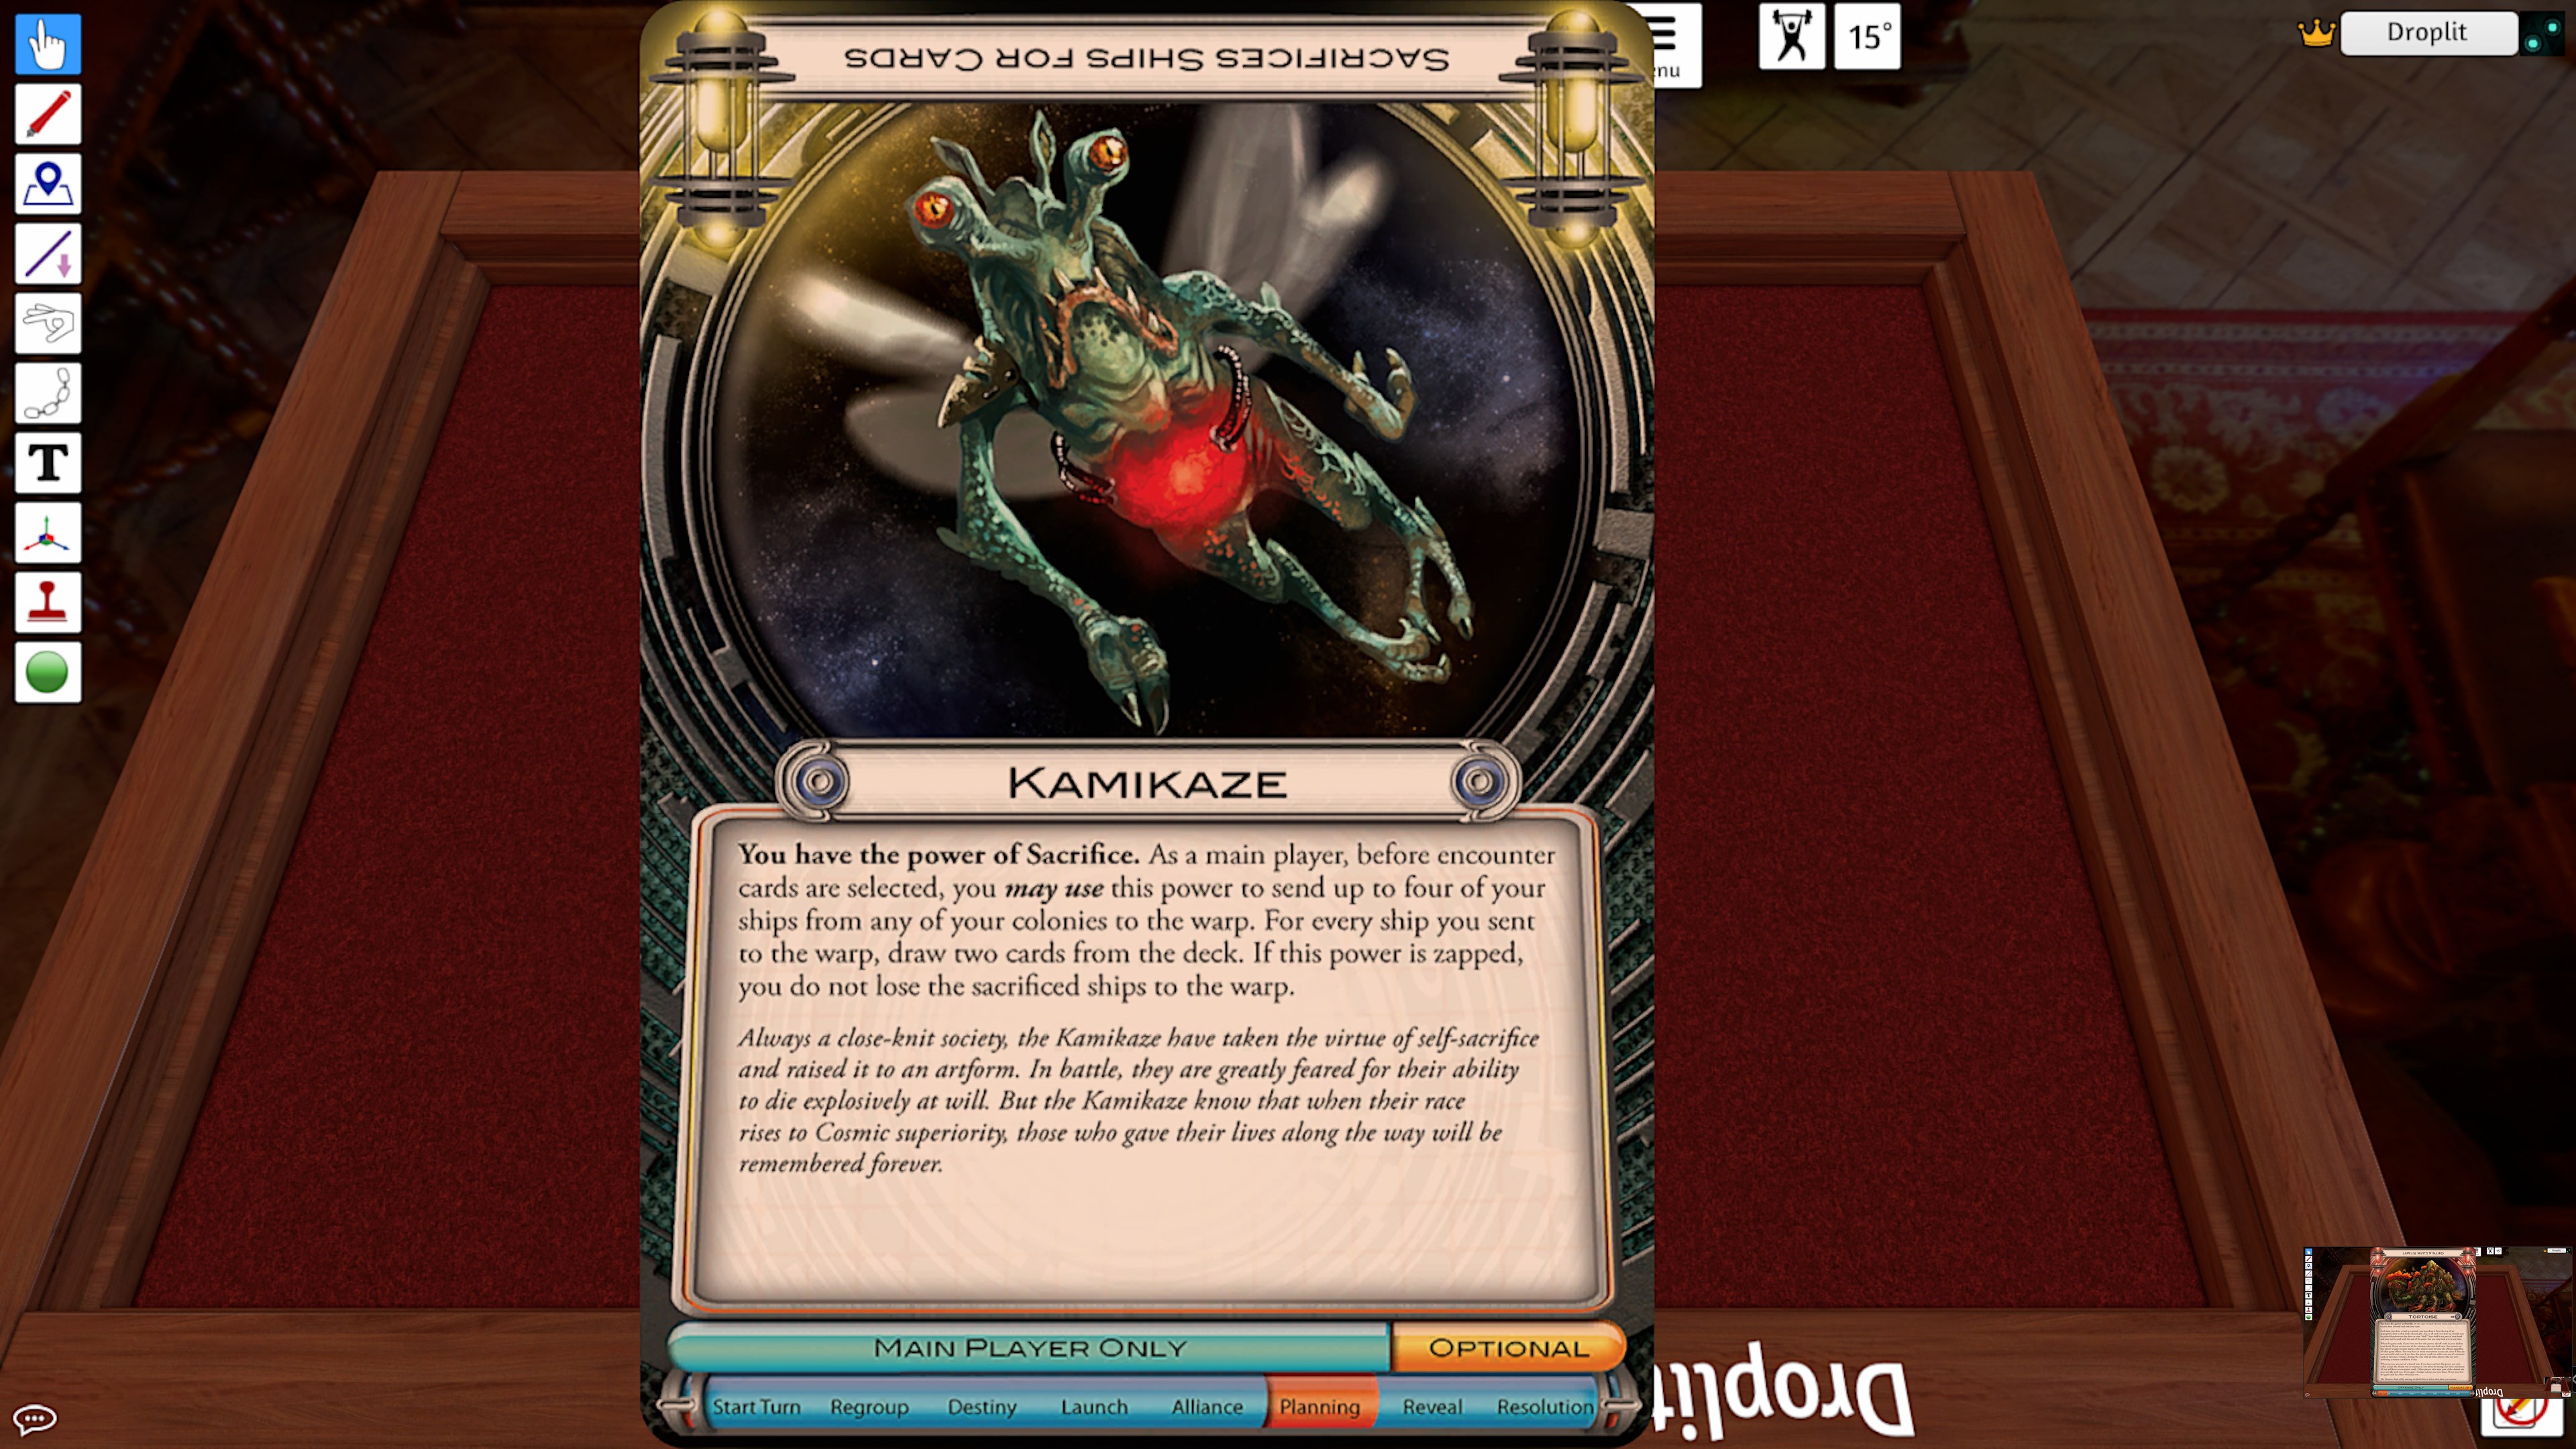 SACRIFICES SHIPS FOR CARDS
nu
15°
Droplit
T
KAMIKAZE
You have the power of Sacrifice. As a main player, before encounter
cards are selected, you may use this power to send up to four of your
ships from any of your colonies to the warp. For every ship you sent
to the warp, draw two cards from the deck. If this power is zapped,
you do not lose the sacrificed ships to the warp.
Always a close-knit society, the Kamikaze have taken the virtue of self-sacrifice
and raised it to an artform. In battle, they are greatly feared for their ability
to die explosively at will. But the Kamikaze know that when their race
rises to Cosmic superiority, those who gave their lives along the way will be
remembered forever.
MAIN PLAYER ONLY OPTIONAL
Start Turn Regroup Destiny Launch Alliance Planning Reveal Resolution
Droplit
TORTOISE